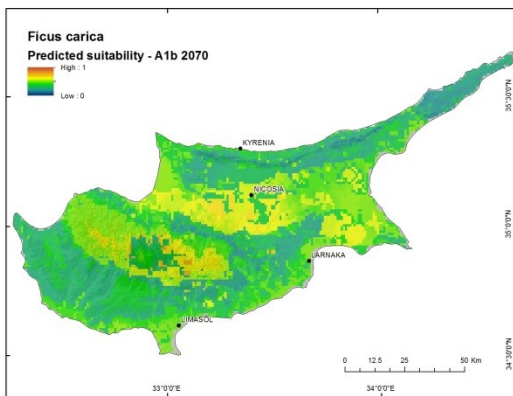 Ficus carica
Predicted suitability - A1b 2070
High : 1
Low : 0
KYRENIA
NICOSIA
LARNAKA
LIMASOL
35°30'0"N
35°0'0"N
34°30'0"N
0 12.5 25 50 Km
33°0'0"E
34°0'0"E